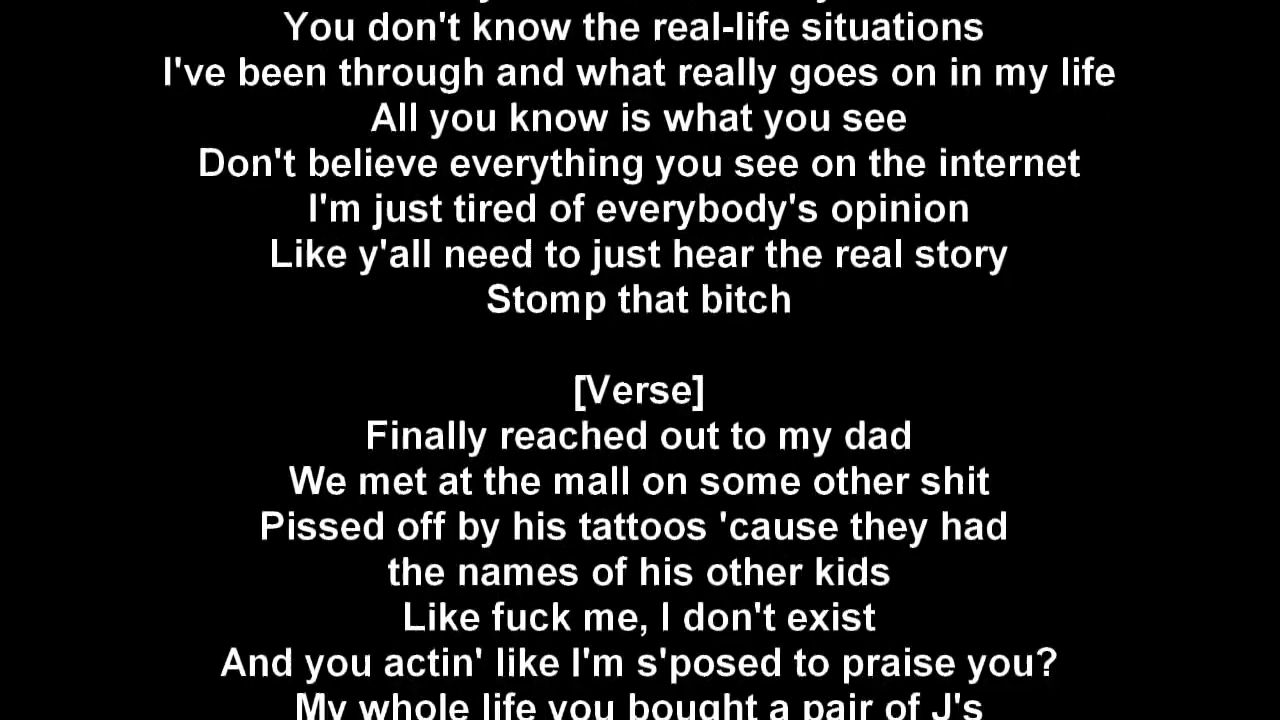 You don't know the real-life situations
I've been through and what really goes on in my life
All you know is what you see
Don't believe everything you see on the internet
I'm just tired of everybody's opinion
Like y'all need to just hear the real story
Stomp that bitch
[Verse]
Finally reached out to my dad
We met at the mall on some other shit
Pissed off by his tattoos 'cause they had
the names of his other kids
Like fuck me, I don't exist
And you actin' like I'm s'posed to praise you?
My whole life you bought a pair of J's